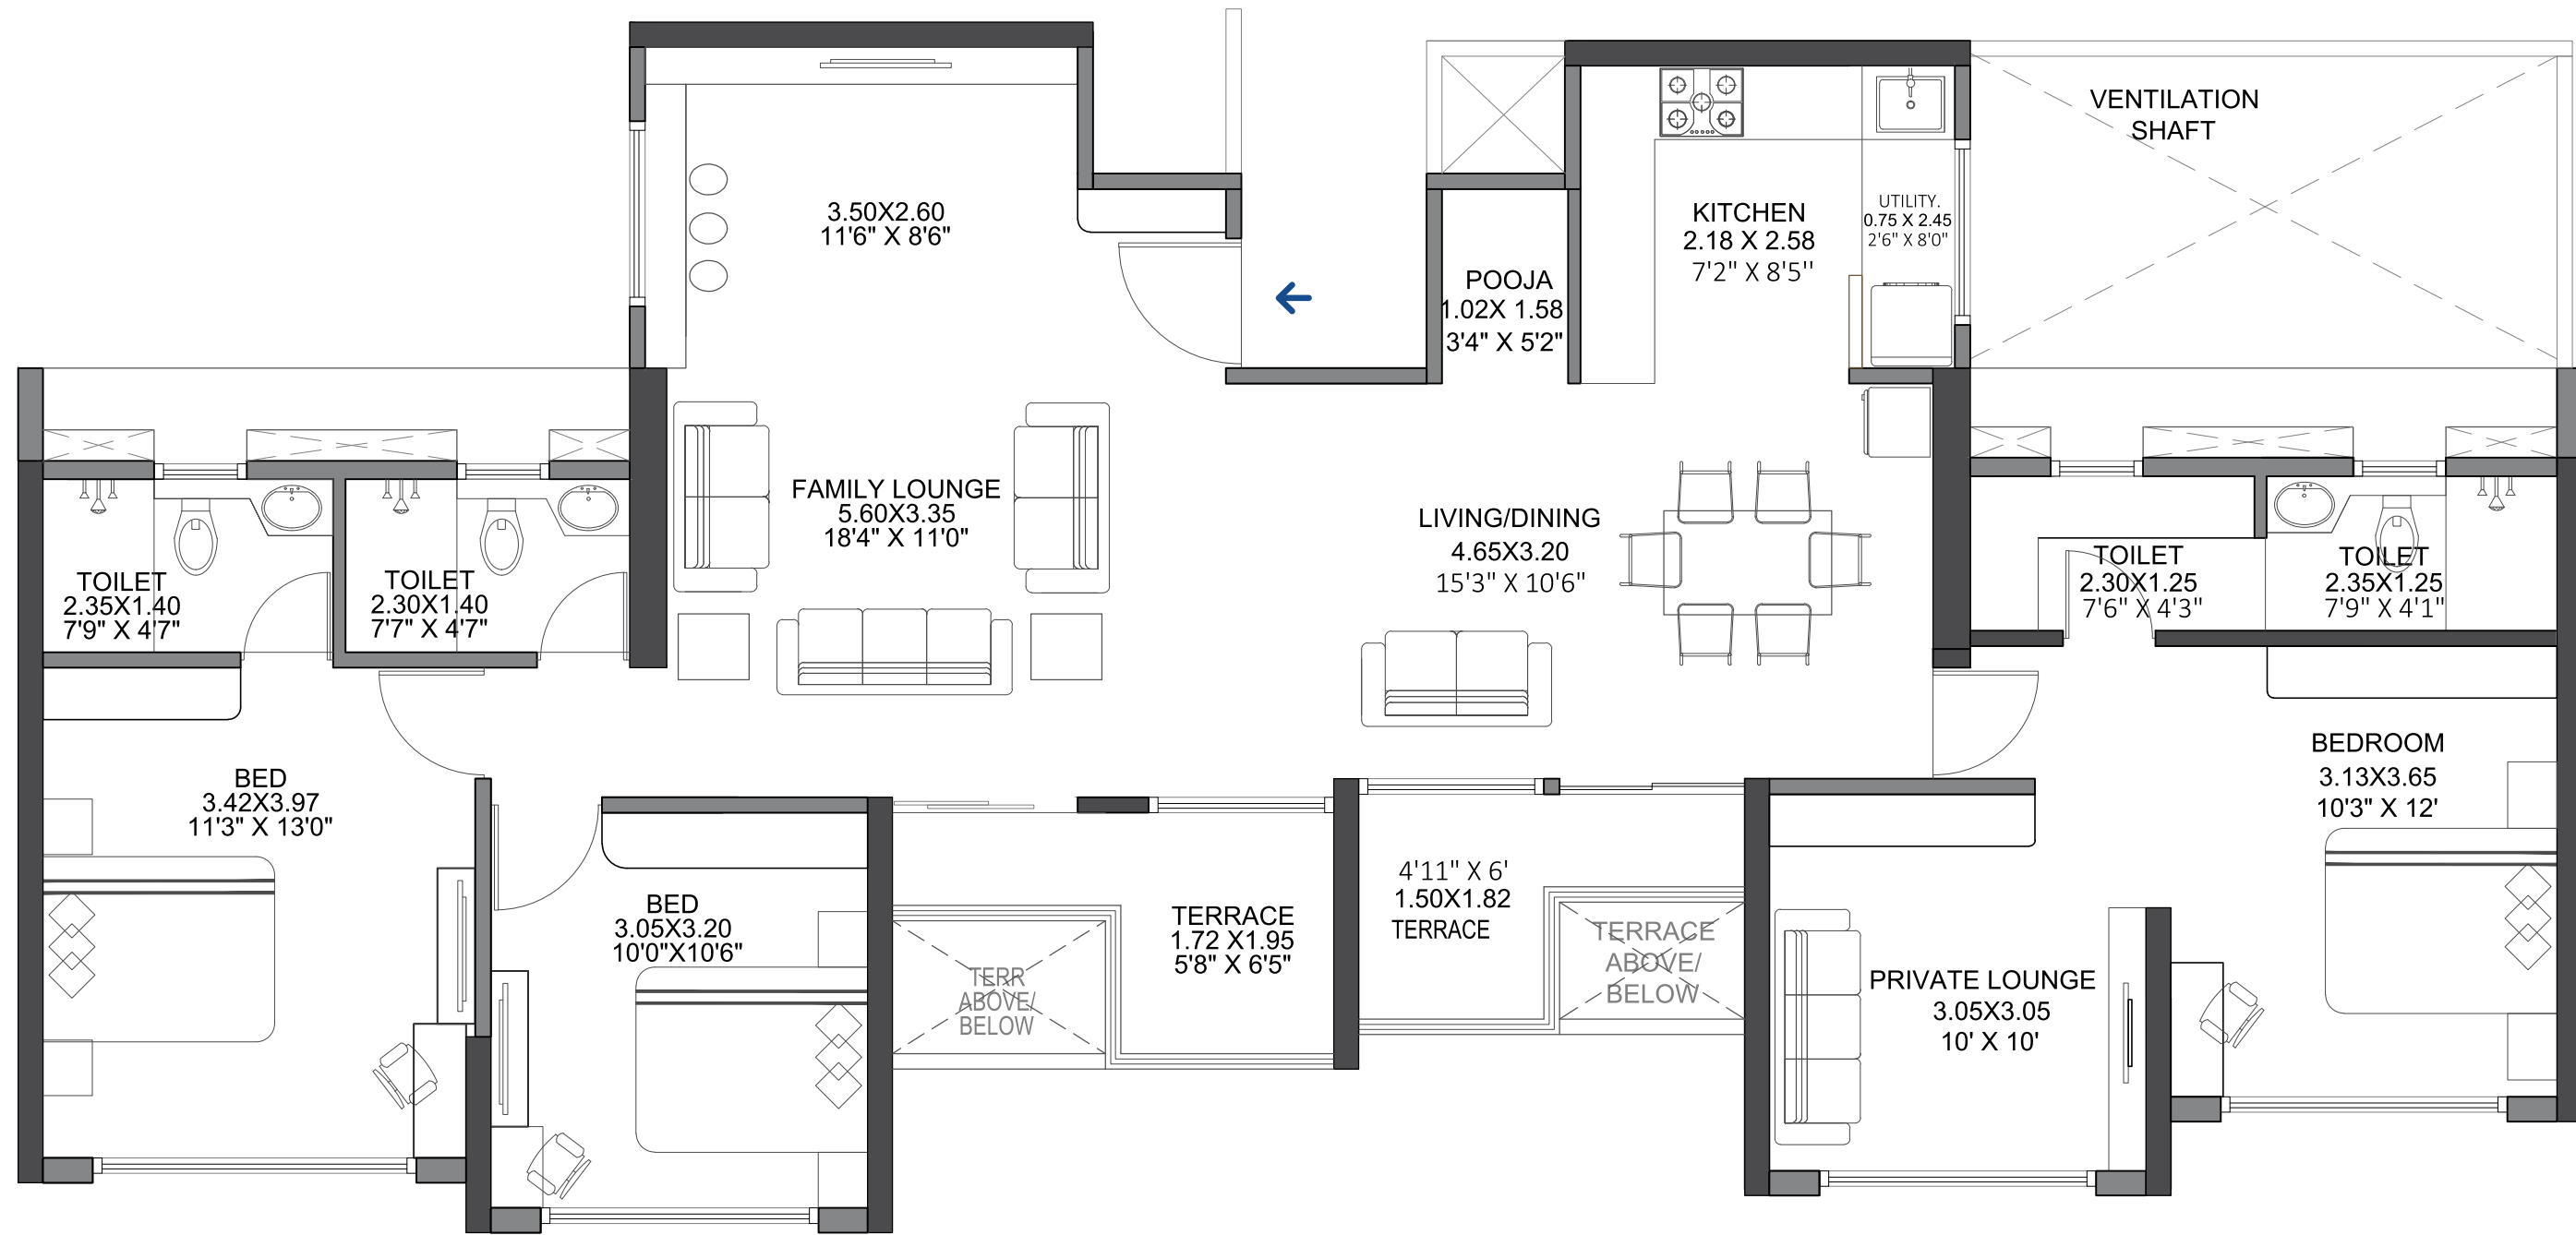 VENTILATION
SHAFT
3.50X2.60
11'6" X 8'6"
KITCHEN
2.18 X 2.58
7'2" X 8'5''
UTILITY.
0.75 X 2.45
2'6" X 8'0"
POOJA
1.02X 1.58
3'4" X 5'2"
FAMILY LOUNGE
5.60X3.35
18'4" X 11'0"
LIVING/DINING
4.65X3.20
15'3" X 10'6"
TOILET
2.35X1.40
7'9" X 4'7"
TOILET
2.30X1.40
7'7" X 4'7"
TOILET
2.30X1.25
7'6" X 4'3"
TOILET
2.35X1.25
7'9" X 4'1"
BED
3.42X3.97
11'3" X 13'0"
BED
3.05X3.20
10'0"X10'6"
TERR
ABOVE/
BELOW
TERRACE
1.72 X1.95
5'8" X 6'5"
4'11" X 6'
1.50X1.82
TERRACE
TERRACE
ABOVE/
BELOW
PRIVATE LOUNGE
3.05X3.05
10' X 10'
BEDROOM
3.13X3.65
10'3" X 12'